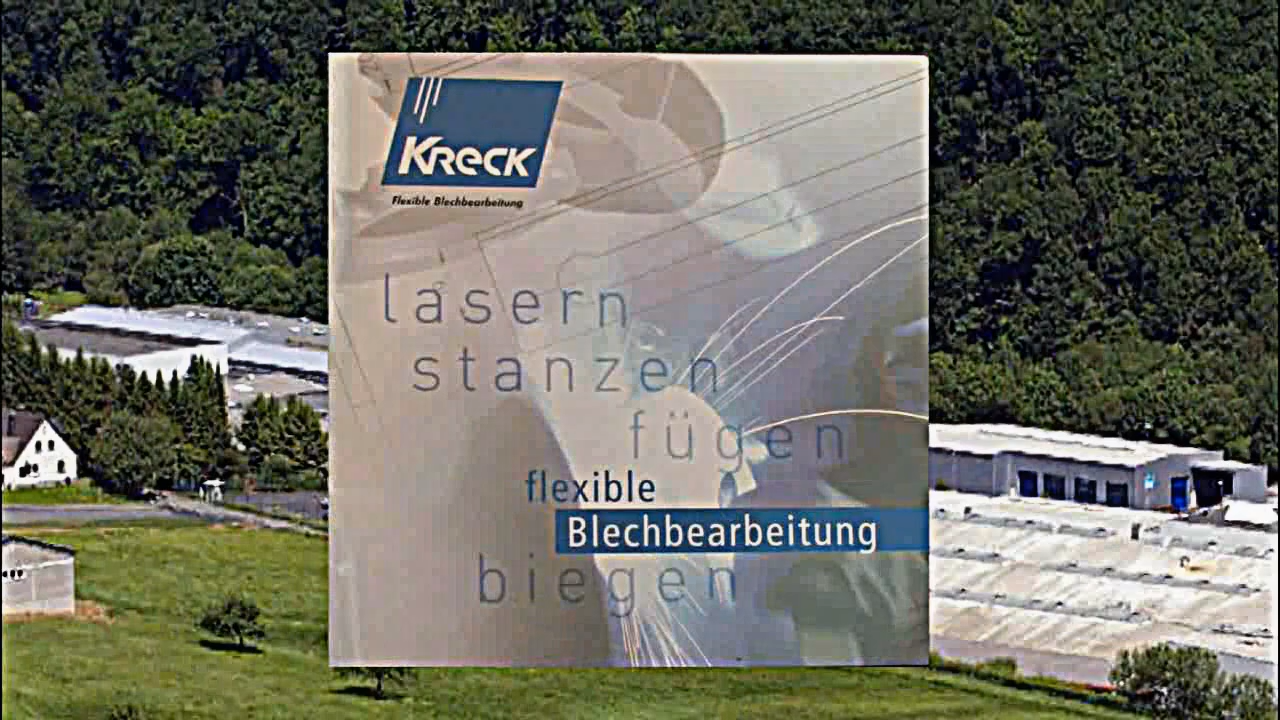 KRECK
Flexible Blechbearbeitung
lasern
stanzen
fügen
flexible
Blechbearbeitung
biegen